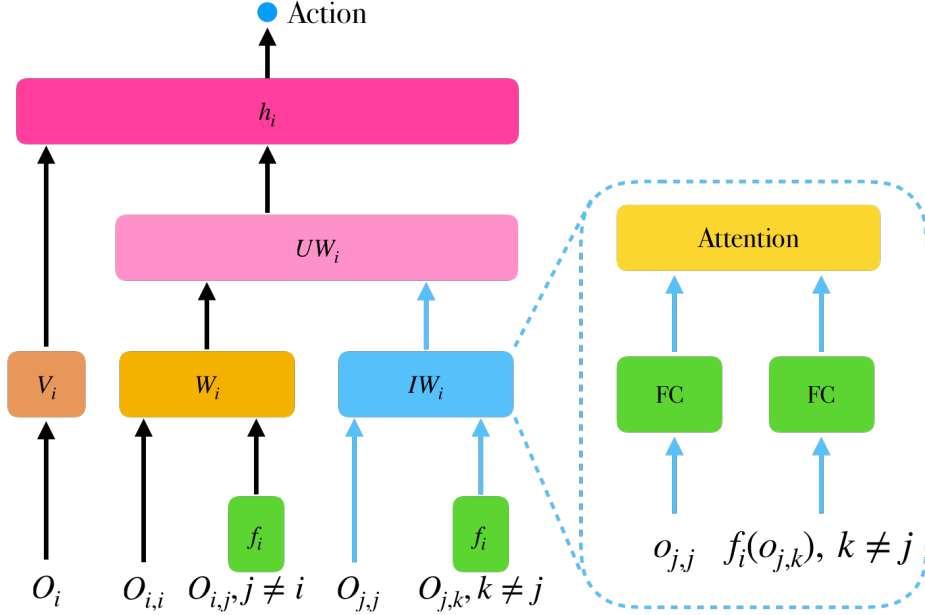 Action
h_i
UW_i
Attention
V_i
W_i
IW_i
FC
FC
f_i
f_i
o_{j,j}
f_i(o_{j,k}), k ≠ j
O_i
O_{i,i}
O_{i,j}, j ≠ i
O_{j,j}
O_{j,k}, k ≠ j